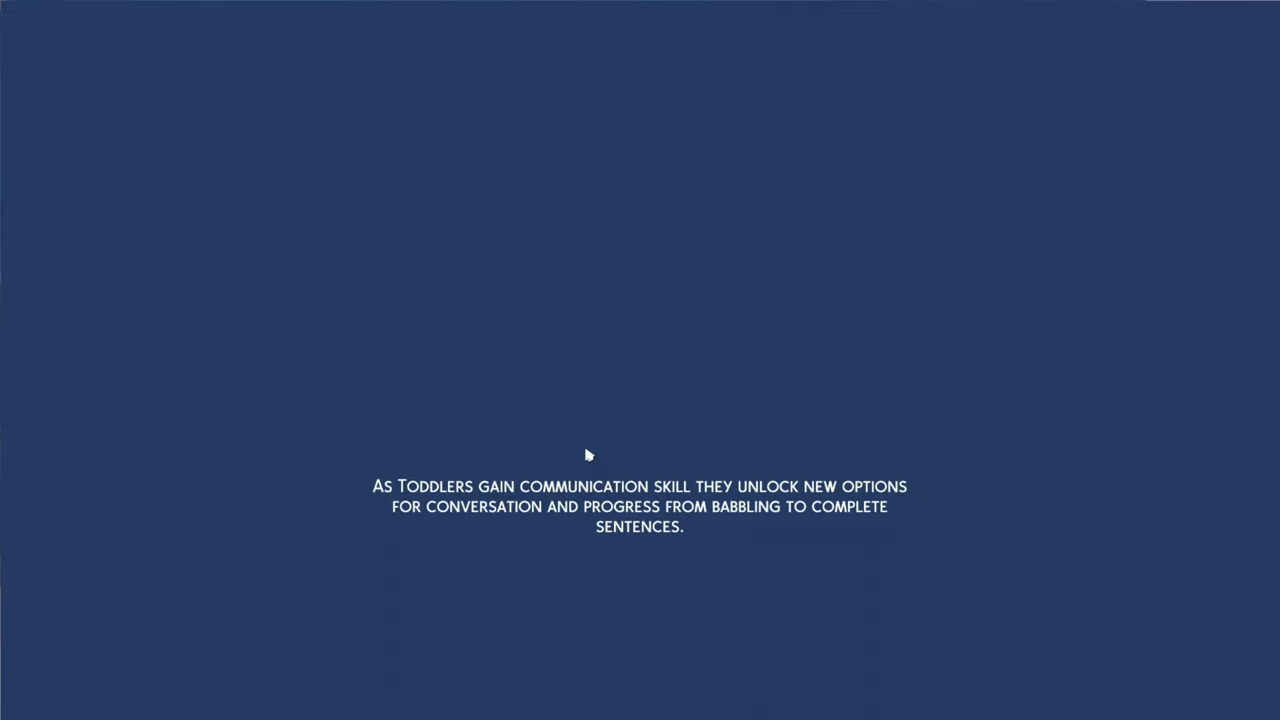 As Toddlers gain communication skill they unlock new options
for conversation and progress from babbling to complete
sentences.